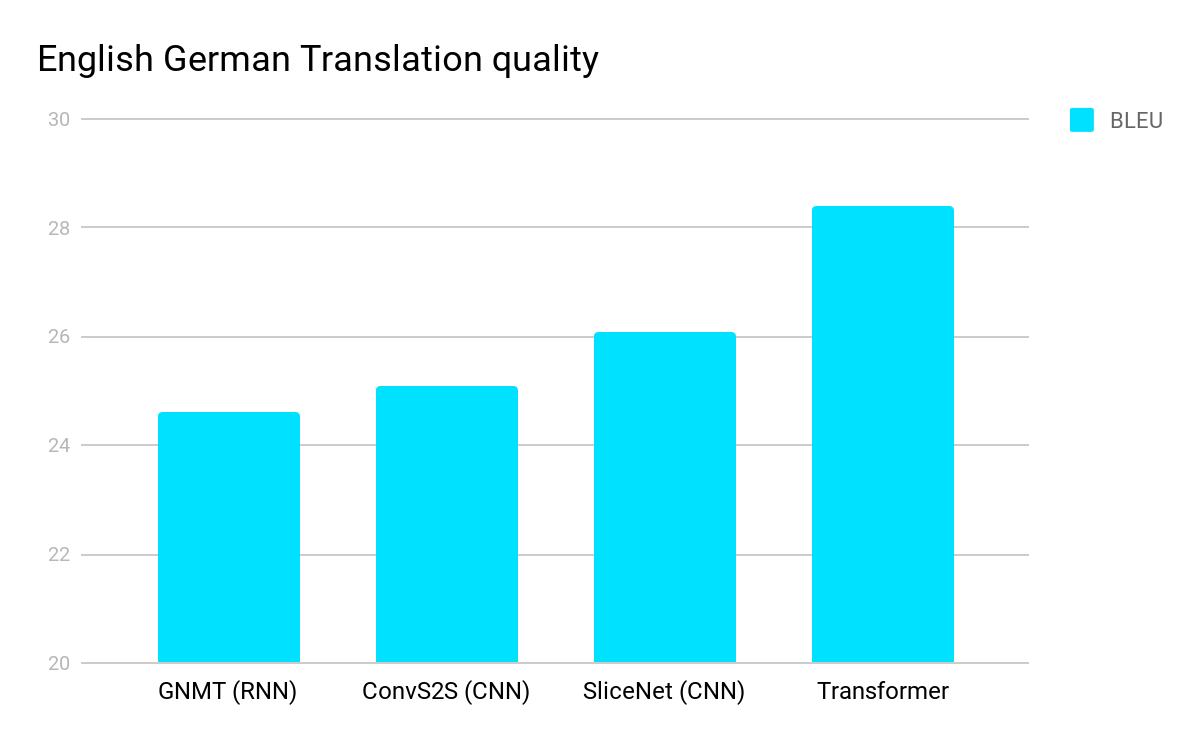 English German Translation quality
30
BLEU
28
26
24
22
20
GNMT (RNN)
ConvS2S (CNN)
SliceNet (CNN)
Transformer